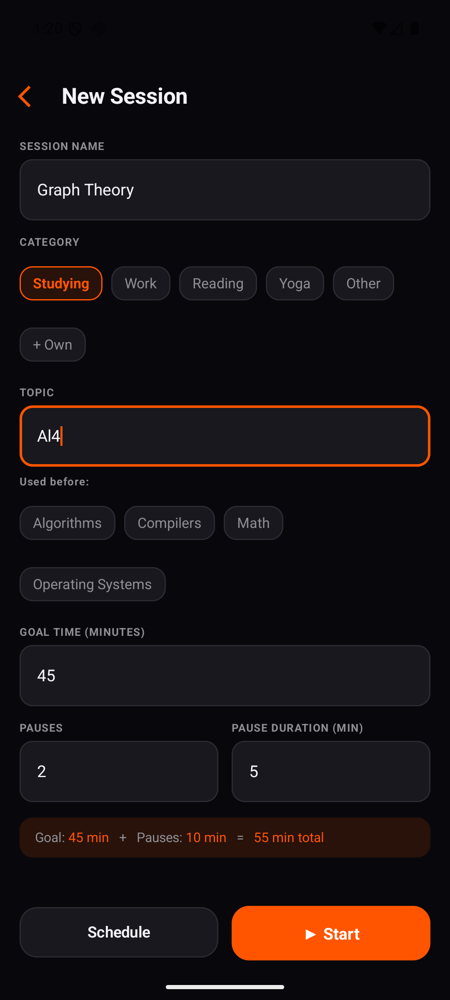 1:20
New Session
SESSION NAME
Graph Theory
CATEGORY
Studying Work Reading Yoga Other
+ Own
TOPIC
Al4
Used before:
Algorithms Compilers Math
Operating Systems
GOAL TIME (MINUTES)
45
PAUSES PAUSE DURATION (MIN)
2 5
Goal: 45 min + Pauses: 10 min = 55 min total
Schedule ▶ Start